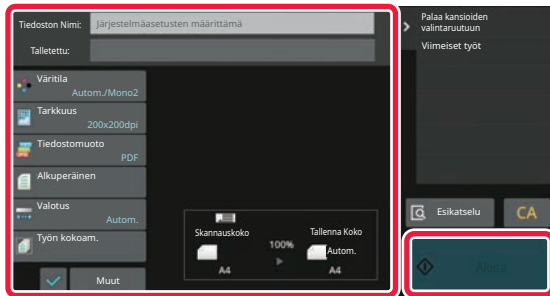 Tiedoston Nimi:
Järjestelmäasetusten määrittämä
Talletettu:
Väritila
Autom./Mono2
Tarkkuus
200x200dpi
Tiedostomuoto
PDF
Alkuperäinen
Valotus
Autom.
Työn kokoam.
Muut
Skannauskoko
A4
100%
Tallenna Koko
Autom.
A4
Palaa kansioiden
valintaruutuun
Viimeiset työt
Esikatselu
CA
Aloita